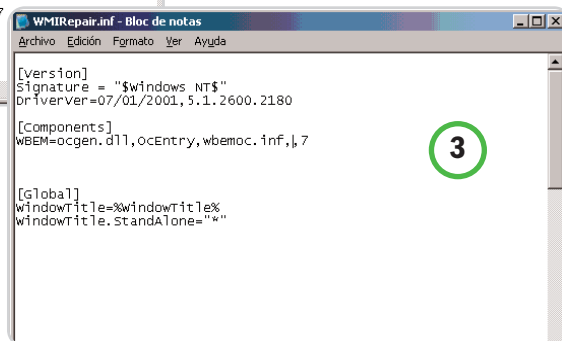 7
WMIRepair.inf - Bloc de notas
Archivo Edición Formato Ver Ayuda
[Version]
Signature = "$Windows NT$"
DriverVer=07/01/2001,5.1.2600.2180
[Components]
WBEM=ocgen.dll,OcEntry,wbemoc.inf,,7
3
[Global]
WindowTitle=%WindowTitle%
WindowTitle.StandAlone="*"